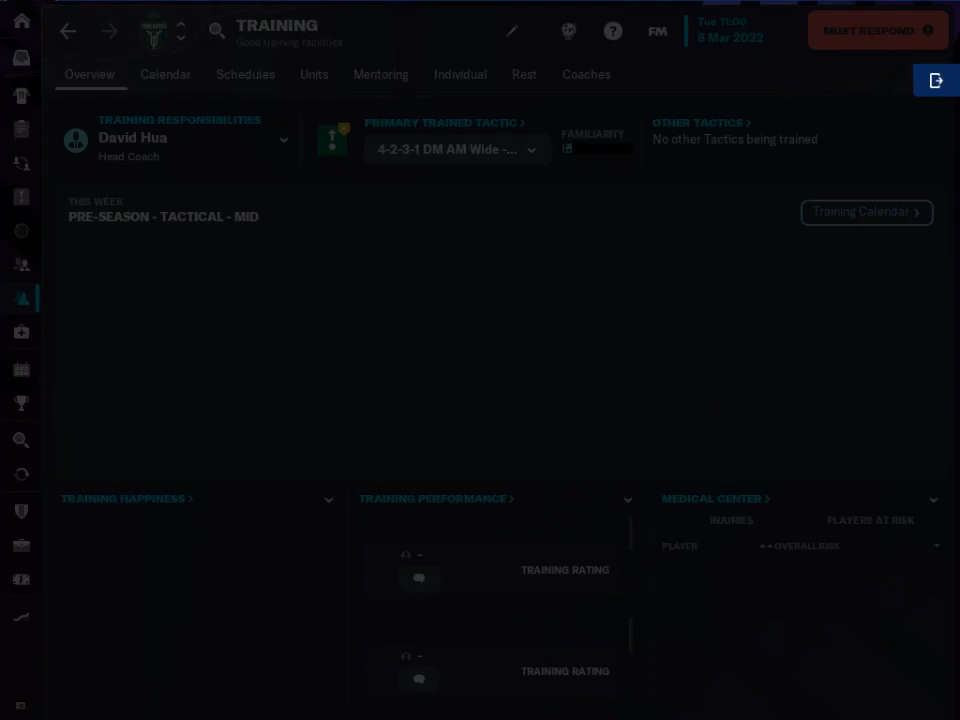 TRAINING
Good training facilities
FM
Tue 11:00
8 Mar 2022
MUST RESPOND
Overview
Calendar
Schedules
Units
Mentoring
Individual
Rest
Coaches
TRAINING RESPONSIBILITIES
David Hua
Head Coach
PRIMARY TRAINED TACTIC >
4-2-3-1 DM AM Wide -...
FAMILIARITY
OTHER TACTICS >
No other Tactics being trained
THIS WEEK
PRE-SEASON - TACTICAL - MID
Training Calendar >
TRAINING HAPPINESS >
TRAINING PERFORMANCE >
-
TRAINING RATING
-
TRAINING RATING
MEDICAL CENTER >
INJURIES
PLAYERS AT RISK
PLAYER
OVERALL RISK